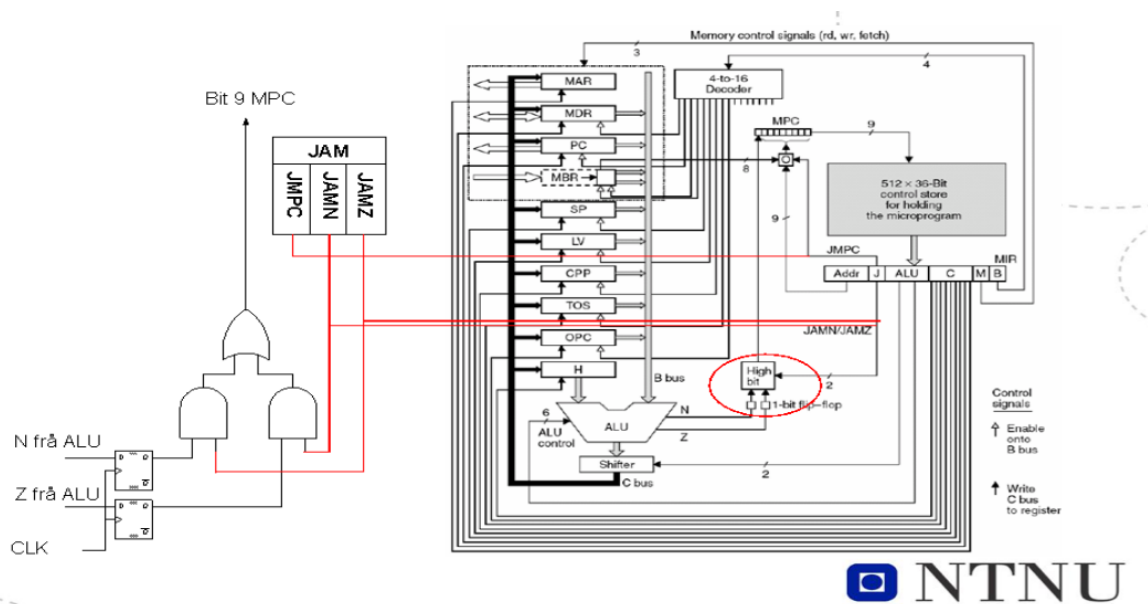 Bit 9 MPC
JAM
JMPC
JAMN
JAMZ
N frå ALU
Z frå ALU
CLK
D
Q
Q
D
Q
Q
Memory control signals (rd, wr, fetch)
3
4
MAR
MDR
PC
MBR
SP
LV
CPP
TOS
OPC
H
4-to-16
Decoder
MPC
9
8
O
512 × 36-Bit
control store
for holding
the microprogram
9
JMPC
MIR
Addr
J
ALU
C
M
B
JAMN/JAMZ
High
bit
2
1-bit flip–flop
B bus
N
Z
6
ALU
control
ALU
Shifter
C bus
2
Control
signals
Enable
onto
B bus
Write
C bus
to register
NTNU